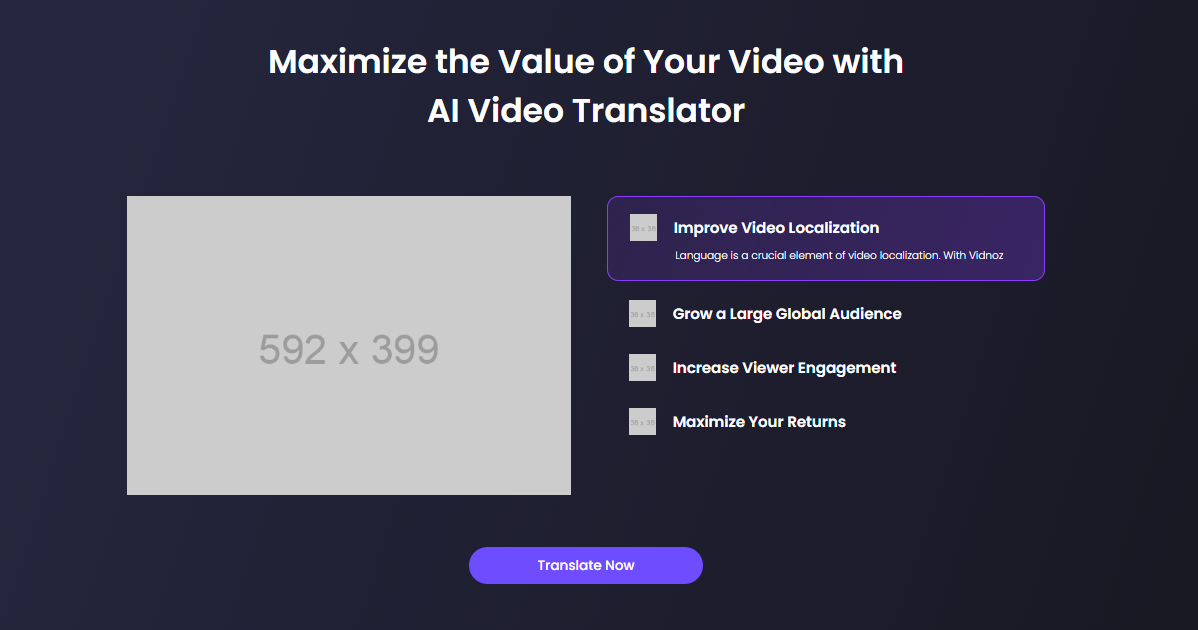 Maximize the Value of Your Video with
AI Video Translator
592 x 399
36 x 36
Improve Video Localization
Language is a crucial element of video localization. With Vidnoz
36 x 36
Grow a Large Global Audience
36 x 36
Increase Viewer Engagement
36 x 36
Maximize Your Returns
Translate Now